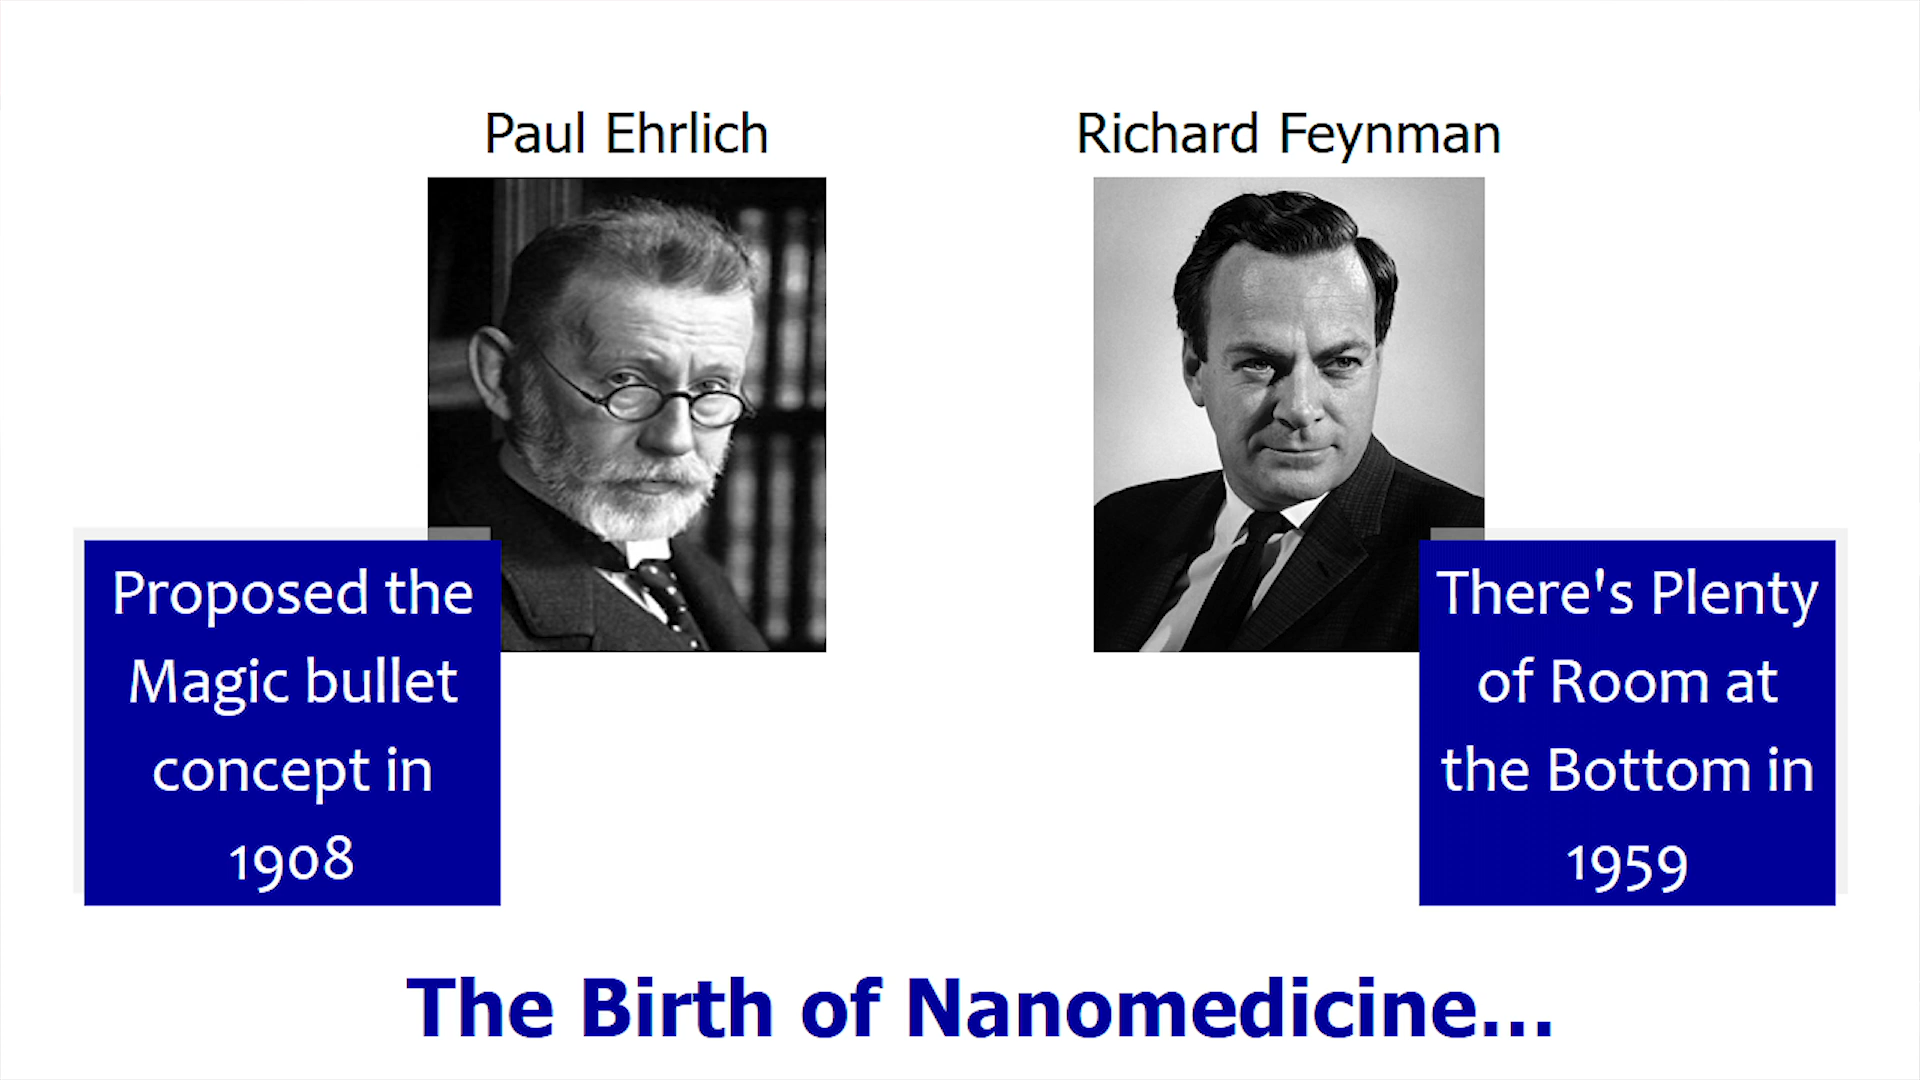 Paul Ehrlich
Richard Feynman
Proposed the
Magic bullet
concept in
1908
There's Plenty
of Room at
the Bottom in
1959
The Birth of Nanomedicine...